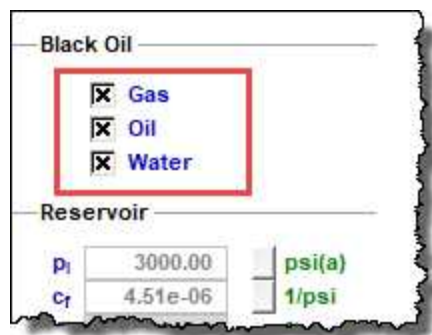 Black Oil
Gas
Oil
Water
Reservoir
pi 3000.00 psi(a)
cf 4.51e-06 1/psi